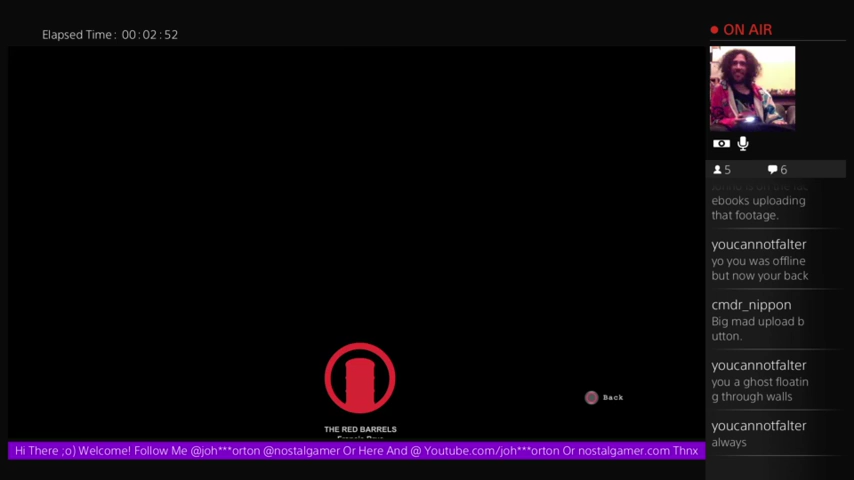 Elapsed Time: 00:02:52
ON AIR
5
6
ebooks uploading
that footage.
youcannotfalter
yo you was offline
but now your back
cmdr_nippon
Big mad upload b
utton.
youcannotfalter
you a ghost floatin
g through walls
youcannotfalter
always
Back
THE RED BARRELS
Hi There ;o) Welcome! Follow Me @joh***orton @nostalgamer Or Here And @ Youtube.com/joh***orton Or nostalgamer.com Thnx